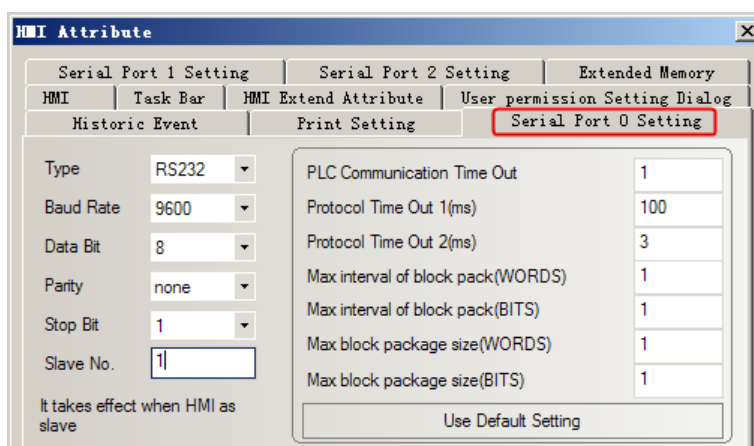 HMI Attribute
Serial Port 1 Setting
Serial Port 2 Setting
Extended Memory
HMI
Task Bar
HMI Extend Attribute
User permission Setting Dialog
Historic Event
Print Setting
Serial Port 0 Setting
Type
RS232
Baud Rate
9600
Data Bit
8
Parity
none
Stop Bit
1
Slave No.
1
It takes effect when HMI as
slave
PLC Communication Time Out
1
Protocol Time Out 1(ms)
100
Protocol Time Out 2(ms)
3
Max interval of block pack(WORDS)
1
Max interval of block pack(BITS)
1
Max block package size(WORDS)
1
Max block package size(BITS)
1
Use Default Setting